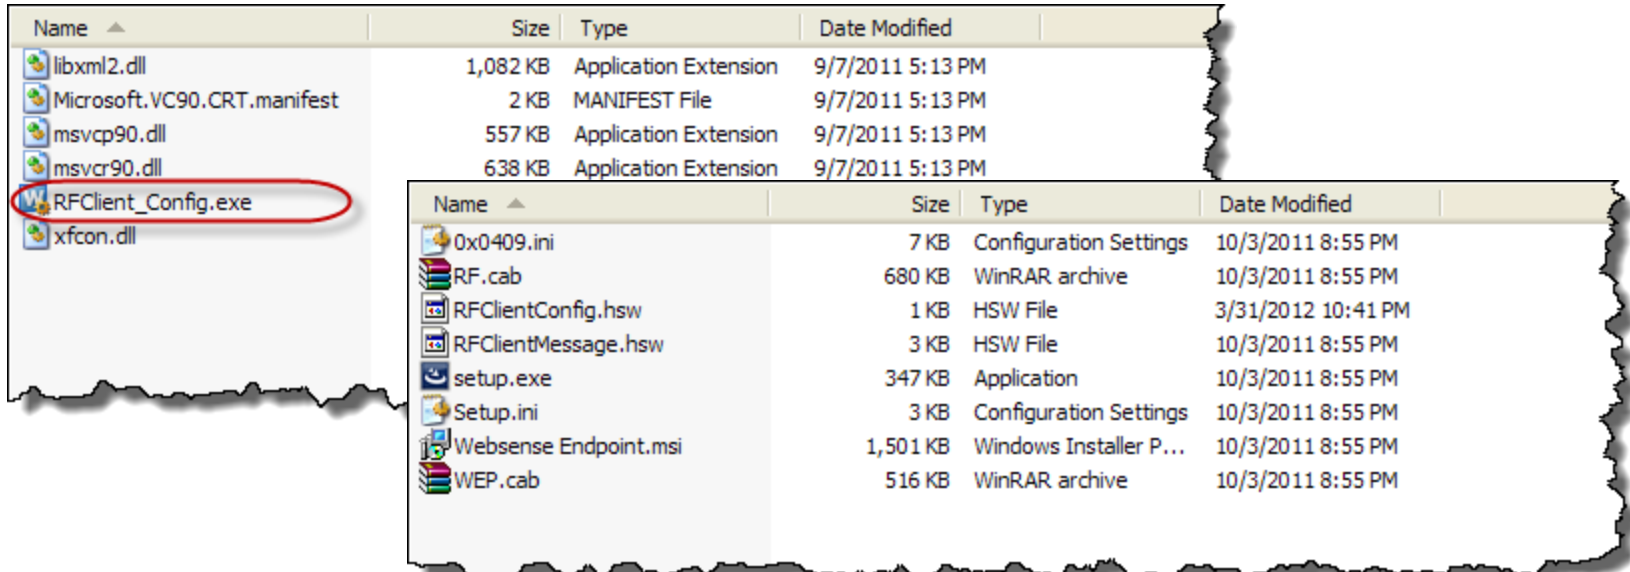 Name Size Type Date Modified
libxml2.dll 1,082 KB Application Extension 9/7/2011 5:13 PM
Microsoft.VC90.CRT.manifest 2 KB MANIFEST File 9/7/2011 5:13 PM
msvcp90.dll 557 KB Application Extension 9/7/2011 5:13 PM
msvcr90.dll 638 KB Application Extension 9/7/2011 5:13 PM
RFClient_Config.exe
xfcon.dll
Name Size Type Date Modified
0x0409.ini 7 KB Configuration Settings 10/3/2011 8:55 PM
RF.cab 680 KB WinRAR archive 10/3/2011 8:55 PM
RFClientConfig.hsw 1 KB HSW File 3/31/2012 10:41 PM
RFClientMessage.hsw 3 KB HSW File 10/3/2011 8:55 PM
setup.exe 347 KB Application 10/3/2011 8:55 PM
Setup.ini 3 KB Configuration Settings 10/3/2011 8:55 PM
Websense Endpoint.msi 1,501 KB Windows Installer P... 10/3/2011 8:55 PM
WEP.cab 516 KB WinRAR archive 10/3/2011 8:55 PM